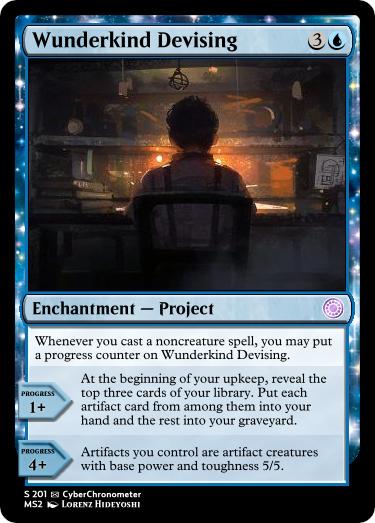 Wunderkind Devising 3
Enchantment — Project
Whenever you cast a noncreature spell, you may put
a progress counter on Wunderkind Devising.
PROGRESS
1+
At the beginning of your upkeep, reveal the
top three cards of your library. Put each
artifact card from among them into your
hand and the rest into your graveyard.
PROGRESS
4+
Artifacts you control are artifact creatures
with base power and toughness 5/5.
S 201 CyberChronometer
MS2 Lorenz Hideyoshi